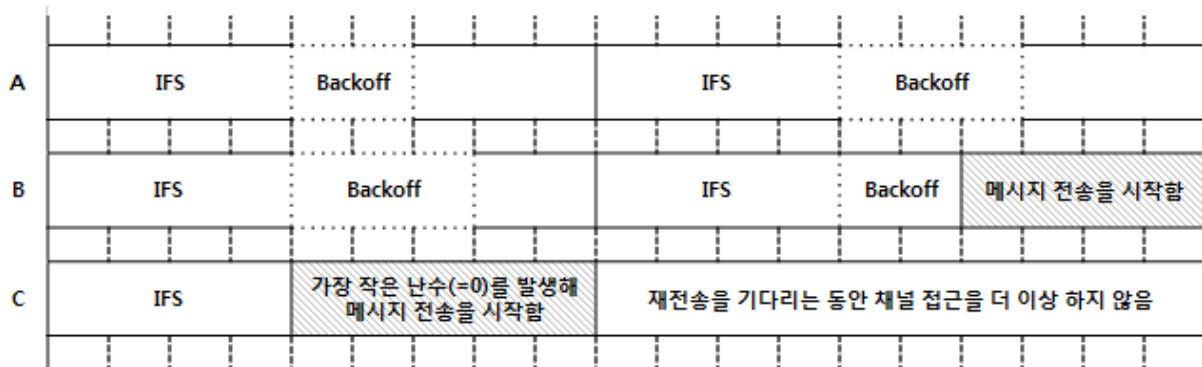 A
IFS
Backoff
IFS
Backoff
B
IFS
Backoff
IFS
Backoff
메시지 전송을 시작함
C
IFS
가장 작은 난수(=0)를 발생해
메시지 전송을 시작함
재전송을 기다리는 동안 채널 접근을 더 이상 하지 않음